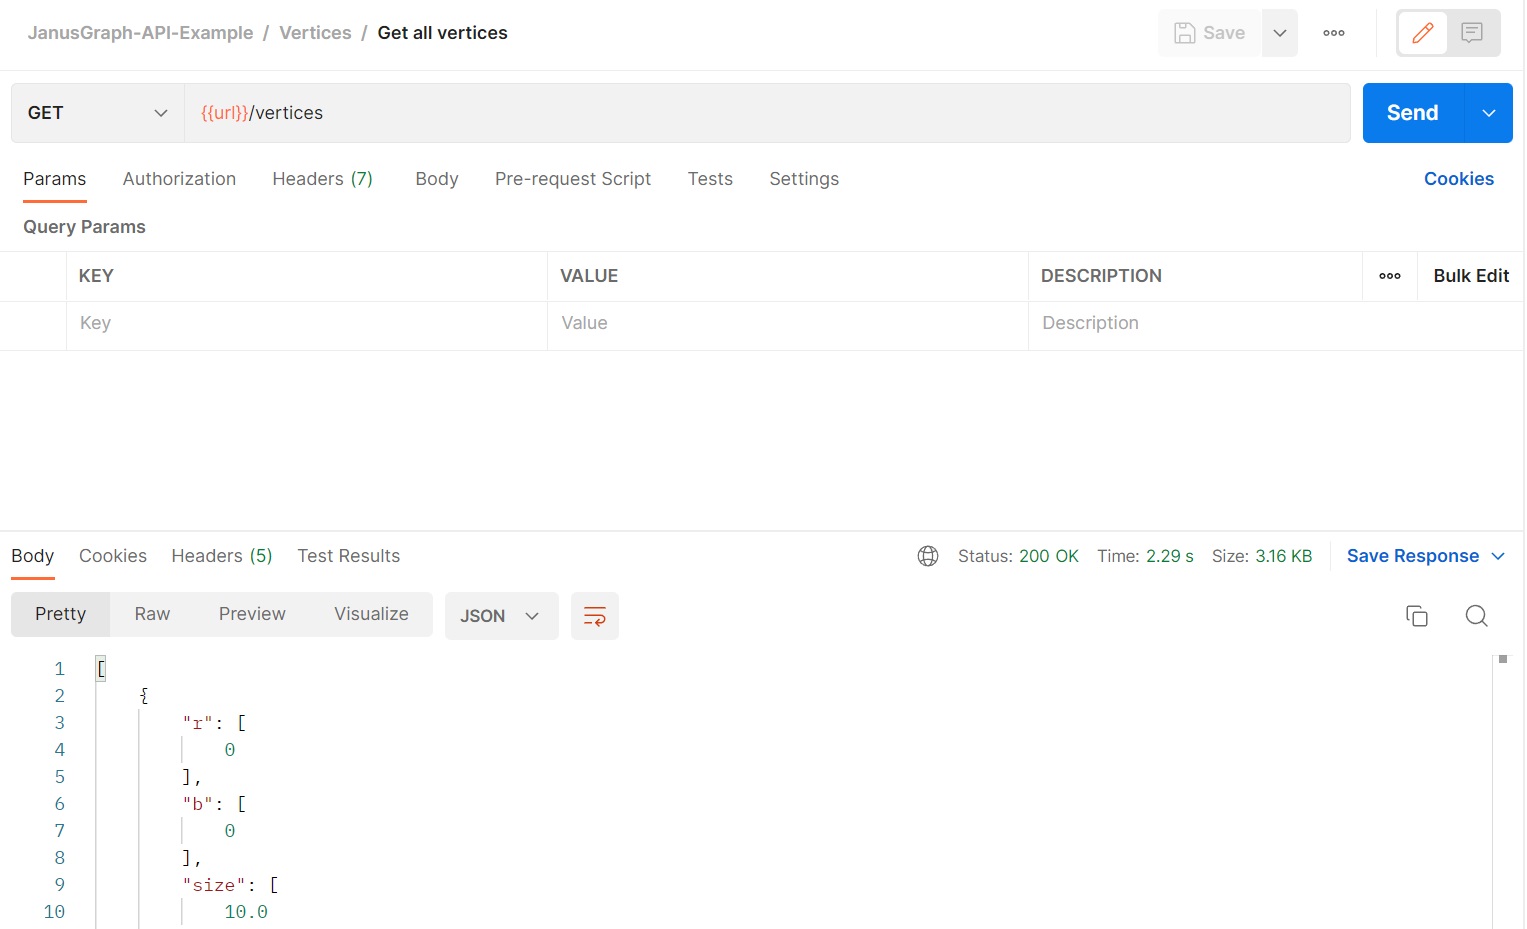 JanusGraph-API-Example / Vertices / Get all vertices
Save
GET
{{url}}/vertices
Send
Params Authorization Headers (7) Body Pre-request Script Tests Settings Cookies
Query Params
KEY VALUE DESCRIPTION Bulk Edit
Key Value Description
Body Cookies Headers (5) Test Results Status: 200 OK Time: 2.29 s Size: 3.16 KB Save Response
Pretty Raw Preview Visualize JSON
1 [
2 {
3 "r": [
4 0
5 ],
6 "b": [
7 0
8 ],
9 "size": [
10 10.0